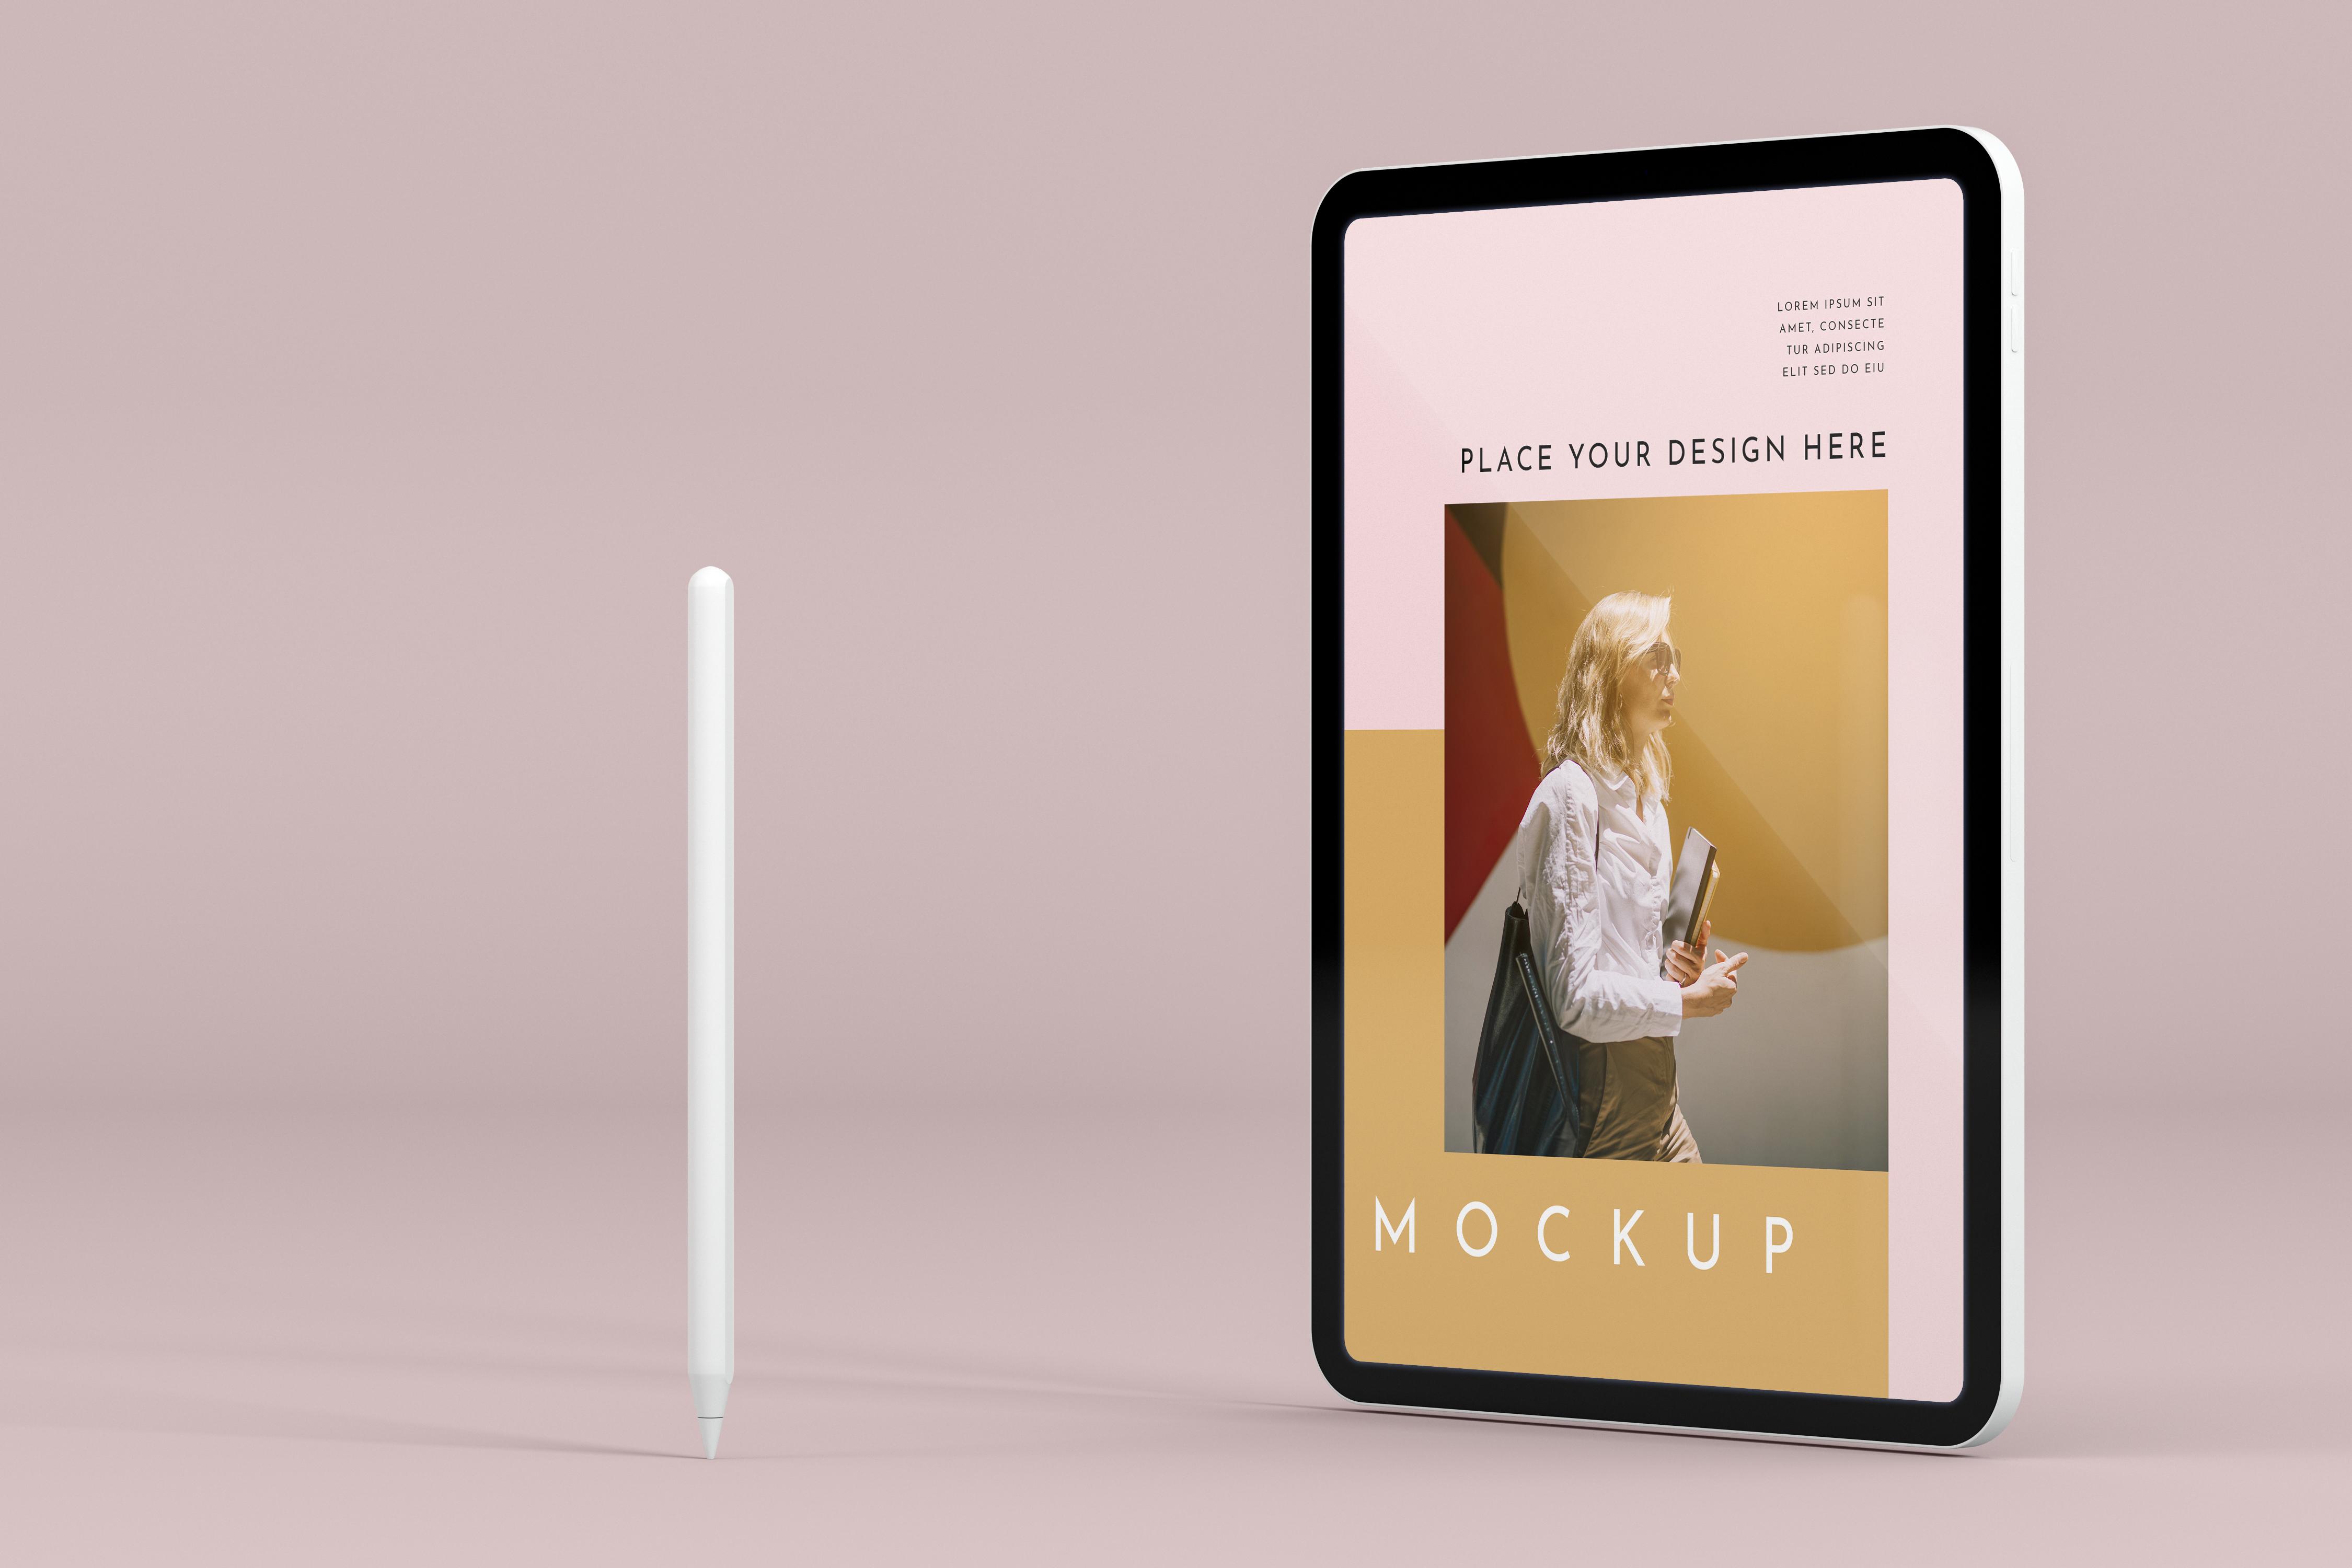 LOREM IPSUM SIT
AMET, CONSECTE
TUR ADIPISCING
ELIT SED DO EIU
PLACE YOUR DESIGN HERE
MOCKUP